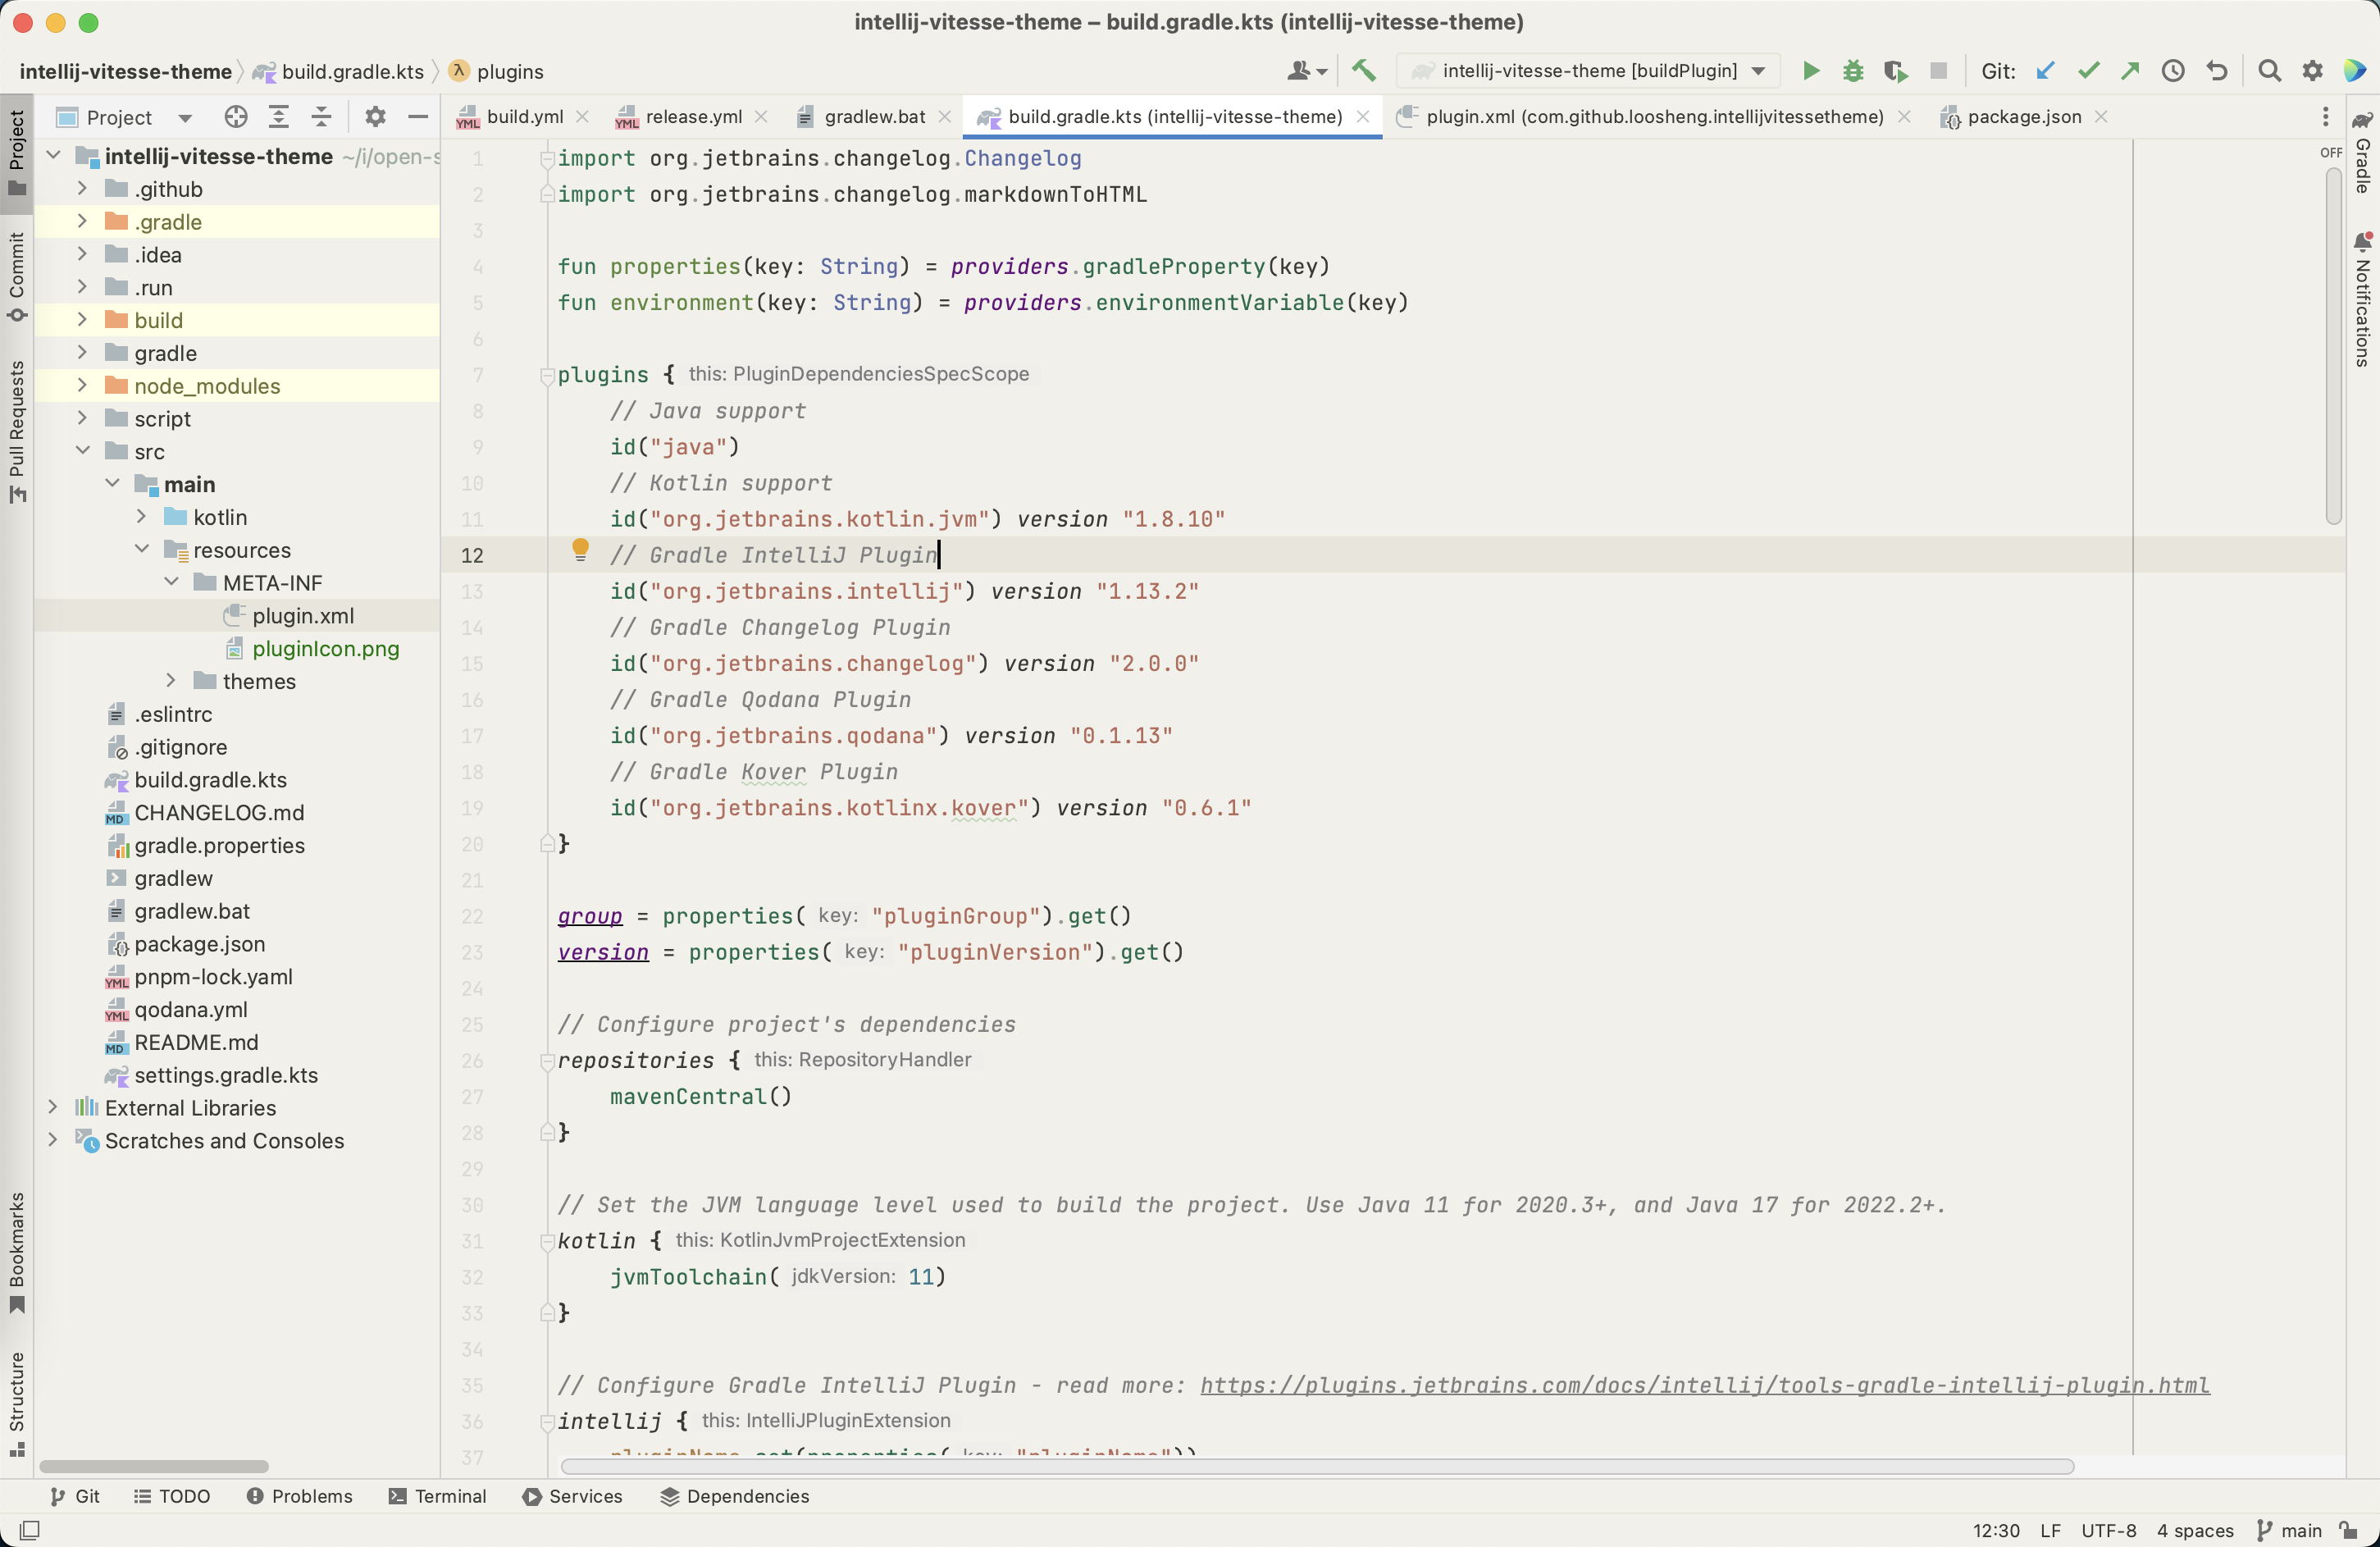 intellij-vitesse-theme – build.gradle.kts (intellij-vitesse-theme)
intellij-vitesse-theme build.gradle.kts λ plugins
intellij-vitesse-theme [buildPlugin]
Git:
Project
build.yml
release.yml
gradlew.bat
build.gradle.kts (intellij-vitesse-theme)
plugin.xml (com.github.loosheng.intellijvitessetheme)
package.json
Project
Commit
Pull Requests
Bookmarks
Structure
intellij-vitesse-theme ~/i/open-s
.github
.gradle
.idea
.run
build
gradle
node_modules
script
src
main
kotlin
resources
META-INF
plugin.xml
pluginIcon.png
themes
.eslintrc
.gitignore
build.gradle.kts
CHANGELOG.md
gradle.properties
gradlew
gradlew.bat
package.json
pnpm-lock.yaml
qodana.yml
README.md
settings.gradle.kts
External Libraries
Scratches and Consoles
1 import org.jetbrains.changelog.Changelog
2 import org.jetbrains.changelog.markdownToHTML
3
4 fun properties(key: String) = providers.gradleProperty(key)
5 fun environment(key: String) = providers.environmentVariable(key)
6
7 plugins { this: PluginDependenciesSpecScope
8 // Java support
9 id("java")
10 // Kotlin support
11 id("org.jetbrains.kotlin.jvm") version "1.8.10"
12 // Gradle IntelliJ Plugin
13 id("org.jetbrains.intellij") version "1.13.2"
14 // Gradle Changelog Plugin
15 id("org.jetbrains.changelog") version "2.0.0"
16 // Gradle Qodana Plugin
17 id("org.jetbrains.qodana") version "0.1.13"
18 // Gradle Kover Plugin
19 id("org.jetbrains.kotlinx.kover") version "0.6.1"
20 }
21
22 group = properties( key: "pluginGroup").get()
23 version = properties( key: "pluginVersion").get()
24
25 // Configure project's dependencies
26 repositories { this: RepositoryHandler
27 mavenCentral()
28 }
29
30 // Set the JVM language level used to build the project. Use Java 11 for 2020.3+, and Java 17 for 2022.2+.
31 kotlin { this: KotlinJvmProjectExtension
32 jvmToolchain( jdkVersion: 11)
33 }
34
35 // Configure Gradle IntelliJ Plugin - read more: https://plugins.jetbrains.com/docs/intellij/tools-gradle-intellij-plugin.html
36 intellij { this: IntelliJPluginExtension
37 pluginName.set(properties( key: "pluginName"))
OFF
Gradle
Notifications
Git
TODO
Problems
Terminal
Services
Dependencies
12:30 LF UTF-8 4 spaces main